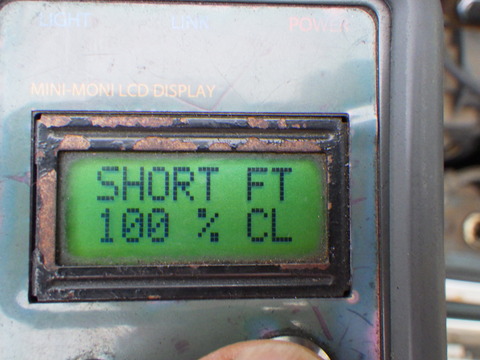 LIGHT LINK POWER
MINI-MONI LCD DISPLAY
SHORT FT
100 % CL